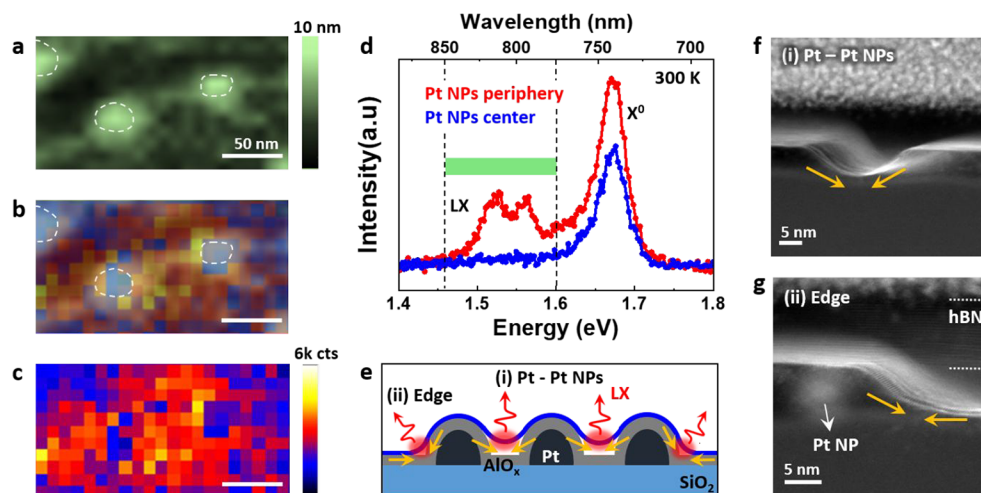 a
10 nm
50 nm
b
c
6k cts
d
Wavelength (nm)
850 800 750 700
Pt NPs periphery
Pt NPs center
300 K
X⁰
LX
Intensity(a.u)
1.4 1.5 1.6 1.7 1.8
Energy (eV)
e
(i) Pt - Pt NPs
(ii) Edge
LX
Pt
AlOₓ
SiO₂
f
(i) Pt – Pt NPs
5 nm
g
(ii) Edge
hBN
Pt NP
5 nm